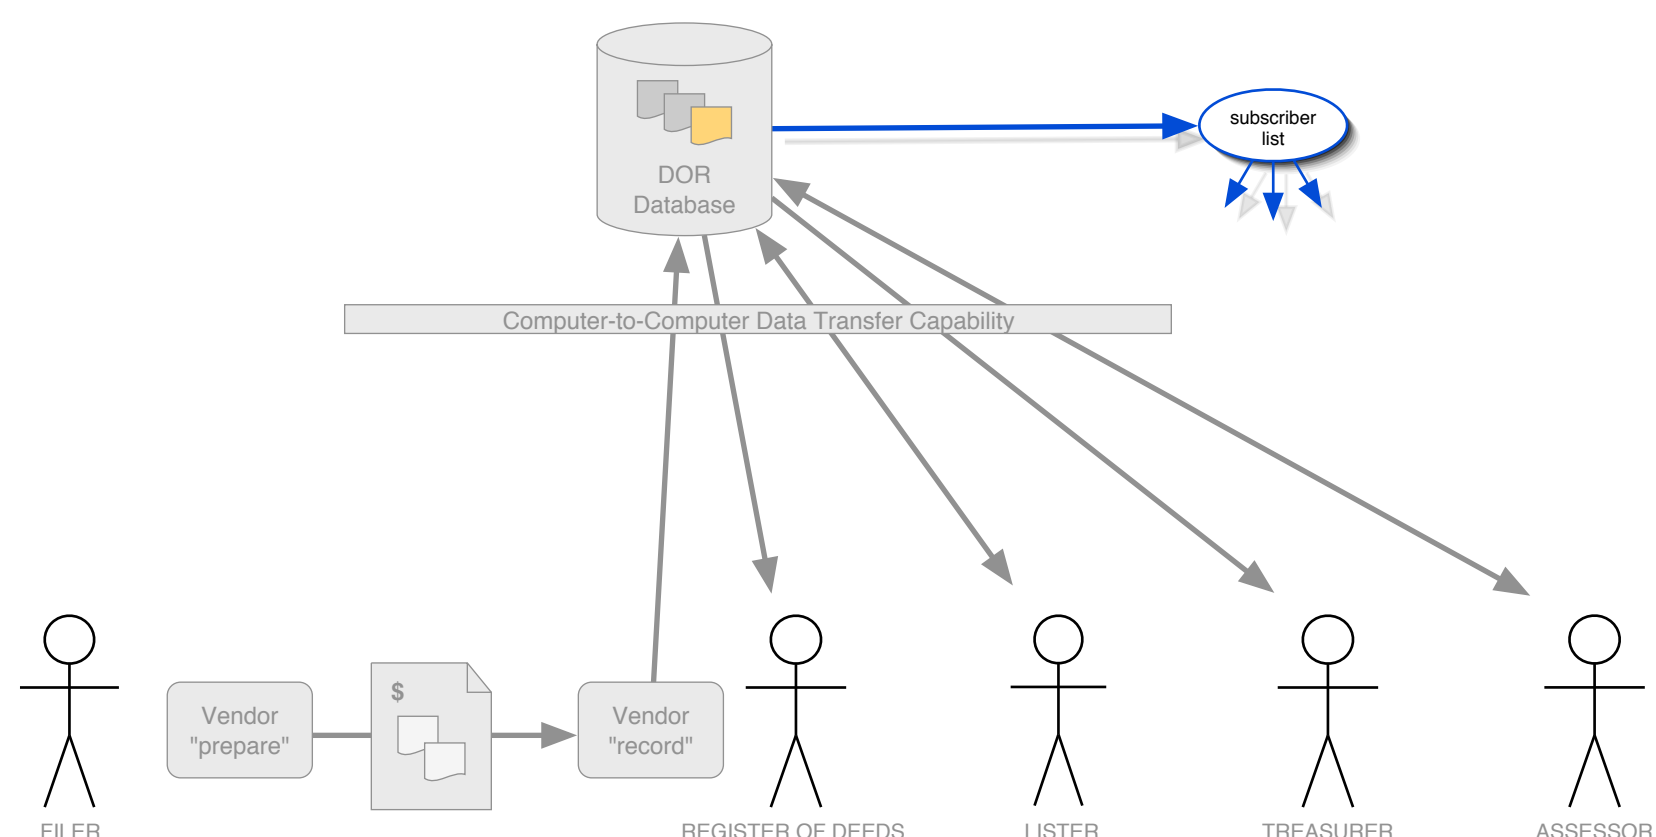 subscriber
list
DOR
Database
Computer-to-Computer Data Transfer Capability
$
Vendor
"prepare"
Vendor
"record"
FILER
REGISTER OF DEEDS
LISTER
TREASURER
ASSESSOR